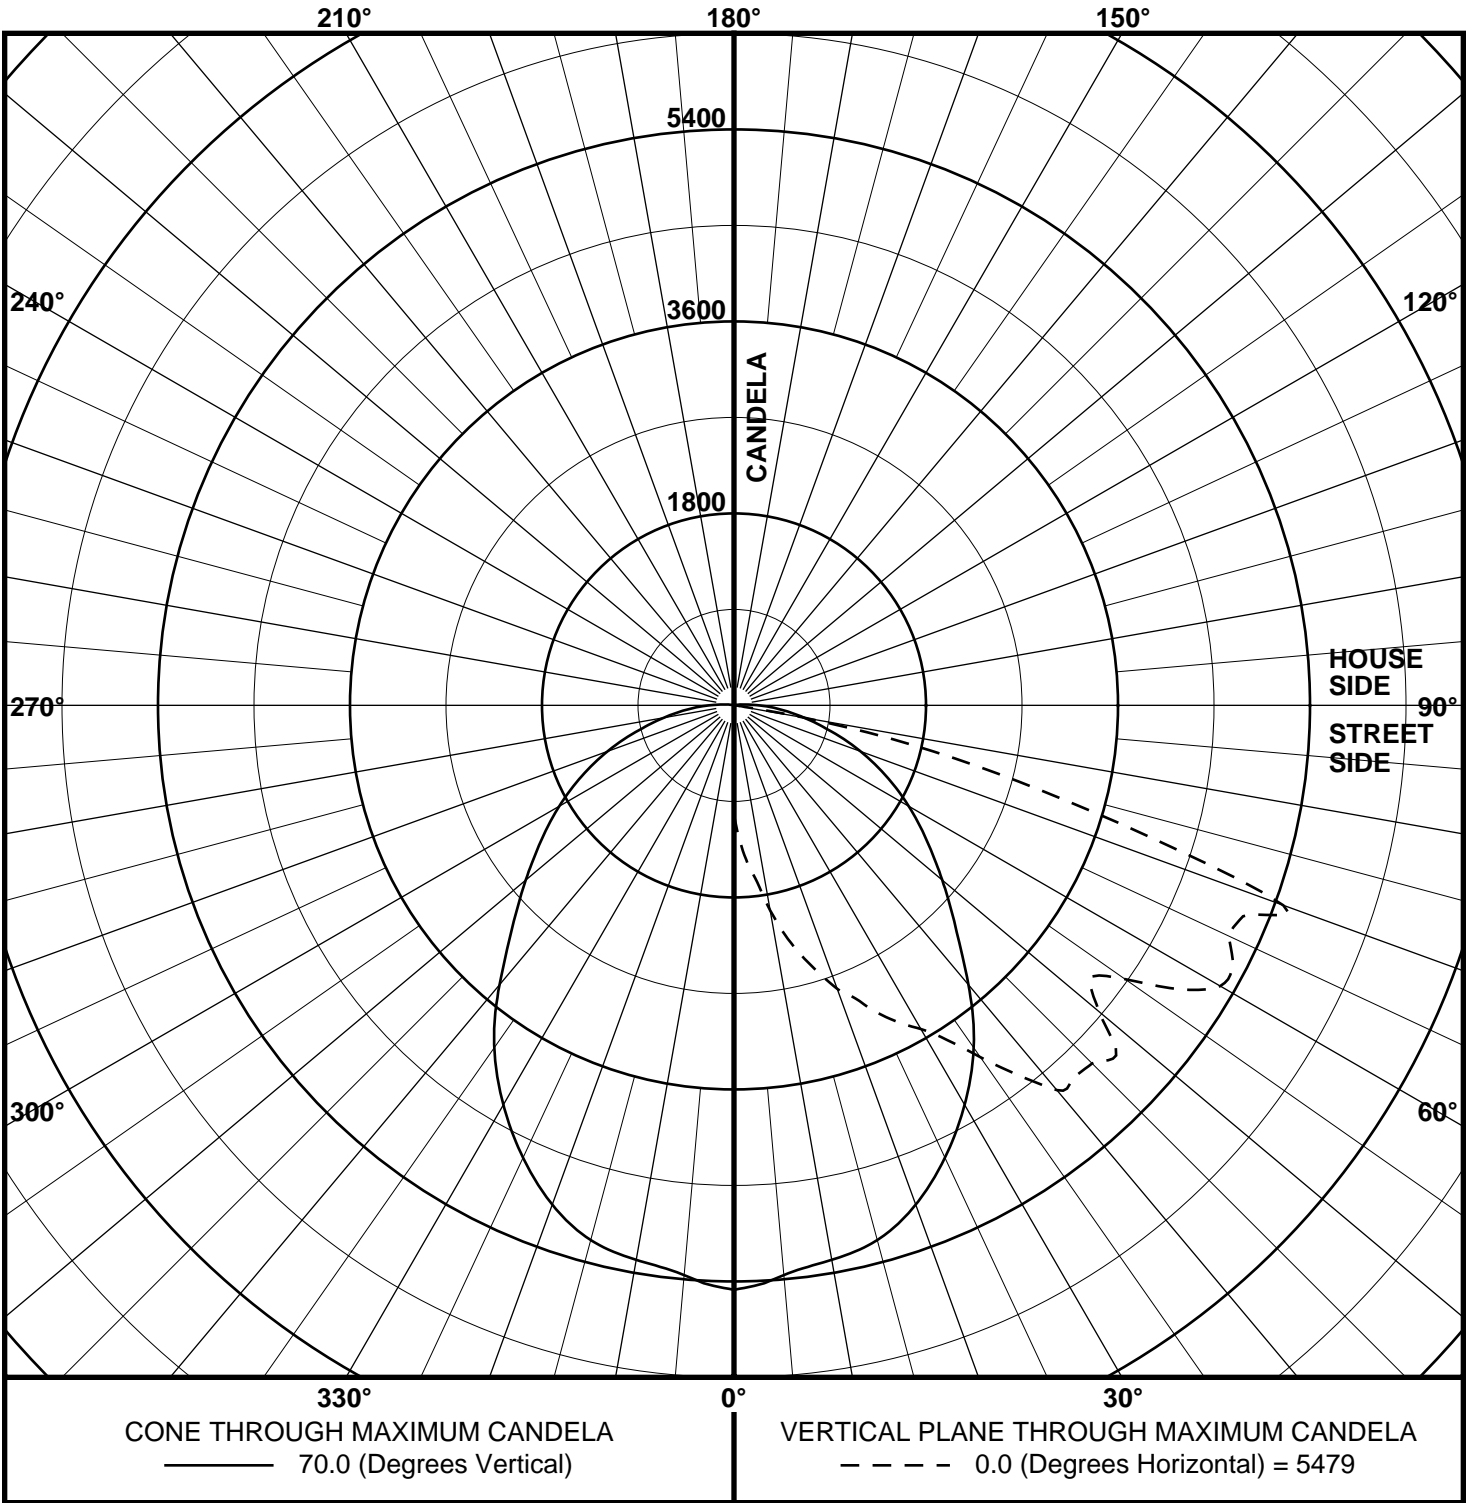 210°
180°
150°
5400
240°
120°
3600
CANDELA
1800
HOUSE
SIDE
270°
90°
STREET
SIDE
300°
60°
330°
0°
30°
CONE THROUGH MAXIMUM CANDELA
70.0 (Degrees Vertical)
VERTICAL PLANE THROUGH MAXIMUM CANDELA
0.0 (Degrees Horizontal) = 5479